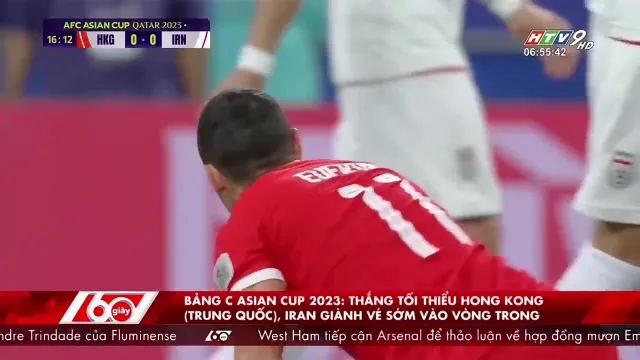 AFC ASIAN CUP QATAR 2023
16:12 HKG 0 - 0 IRN
HTV9 HD
06:55:42
11
60 giây
BẢNG C ASIAN CUP 2023: THẮNG TỐI THIỂU HONG KONG
(TRUNG QUỐC), IRAN GIÀNH VÉ SỚM VÀO VÒNG TRONG
ndre Trindade của Fluminense West Ham tiếp cận Arsenal để thảo luận về hợp đồng mượn Em